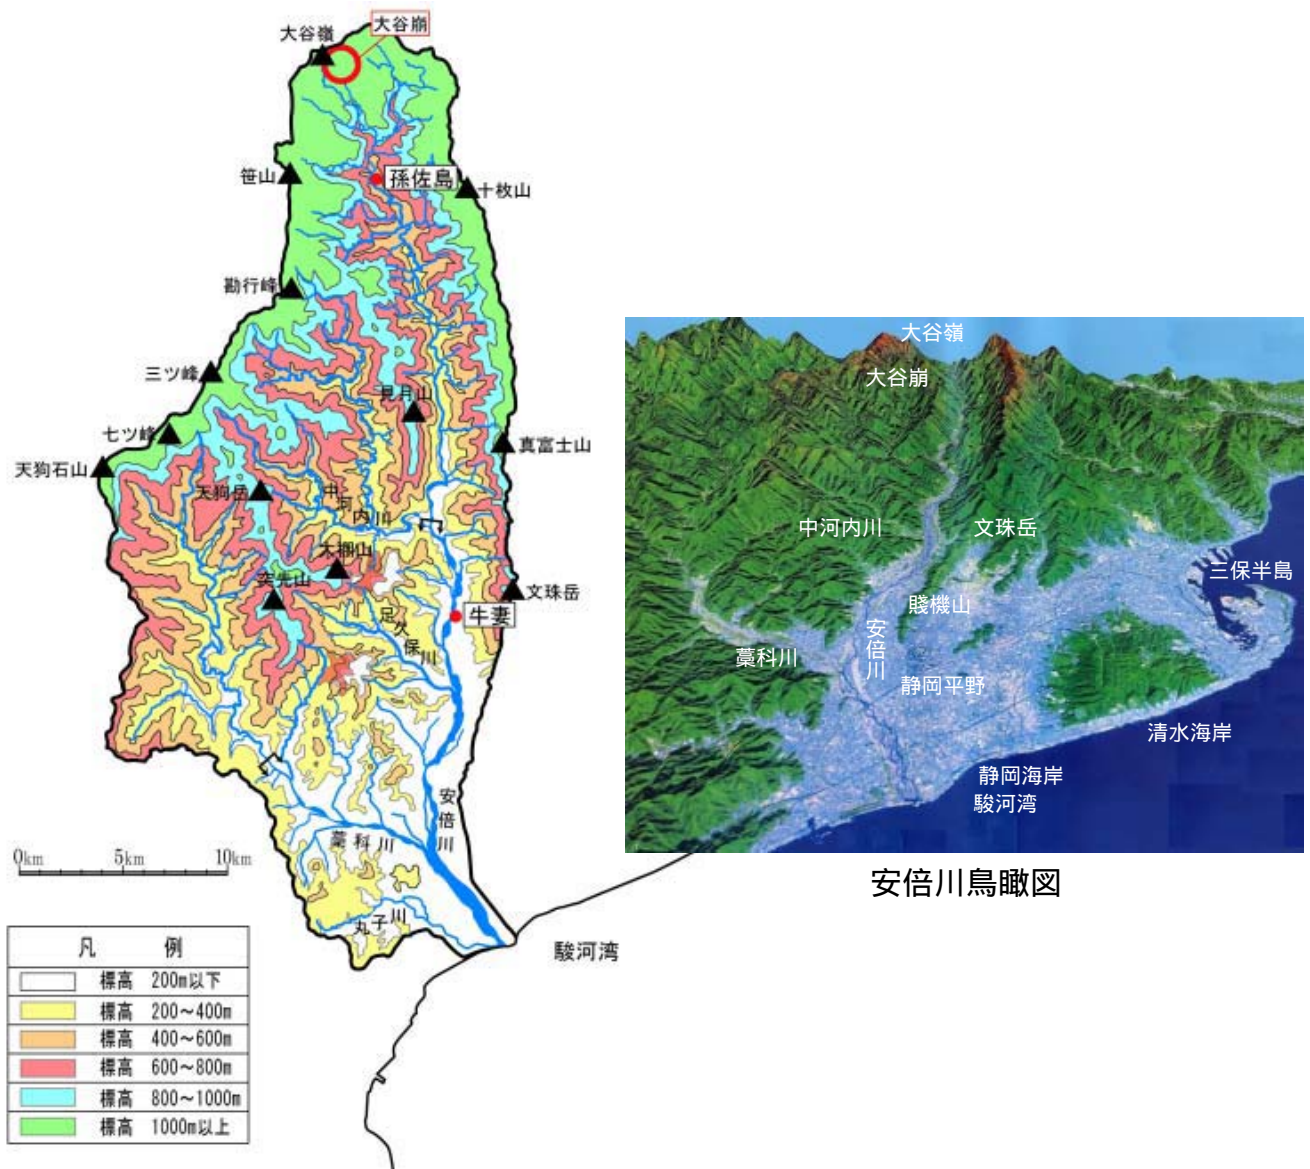 大谷嶺
大谷崩
笹山
孫佐島
十枚山
勘行峰
三ツ峰
見月山
七ツ峰
真富士山
天狗石山
天狗岳
中河内川
大棚山
突先山
文珠岳
牛妻
足久保川
安倍川
藁科川
0km 5km 10km
丸子川
駿河湾
凡 例
標高 200m以下
標高 200～400m
標高 400～600m
標高 600～800m
標高 800～1000m
標高 1000m以上
大谷嶺
大谷崩
中河内川
文珠岳
三保半島
賤機山
安倍川
藁科川
静岡平野
清水海岸
静岡海岸
駿河湾
安倍川鳥瞰図